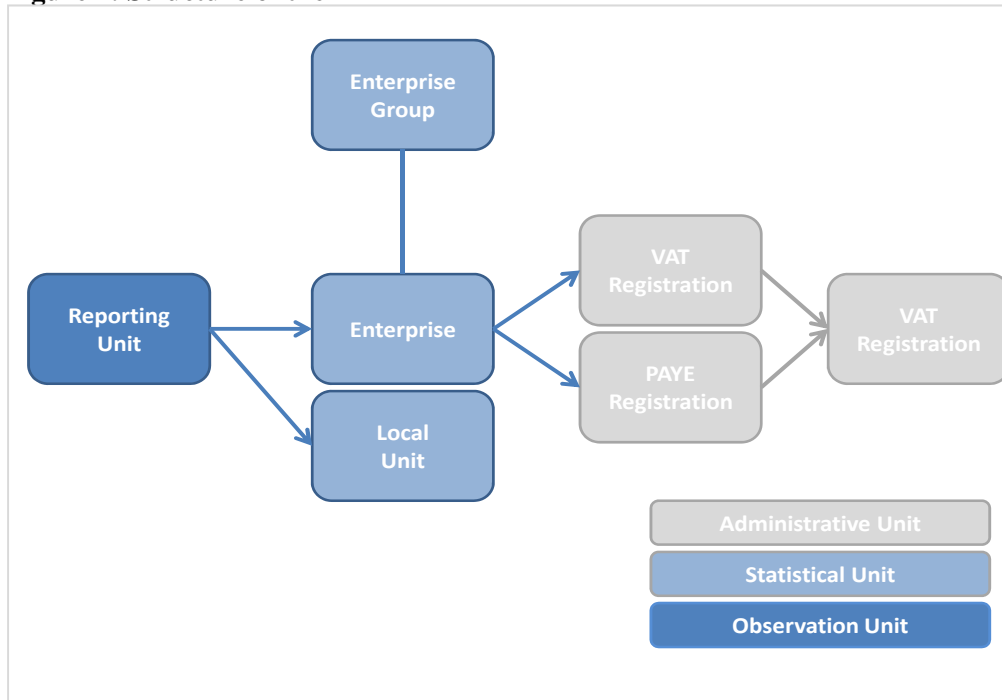 Enterprise
Group
VAT
Registration
Reporting
Unit
Enterprise
VAT
Registration
PAYE
Registration
Local
Unit
Administrative Unit
Statistical Unit
Observation Unit